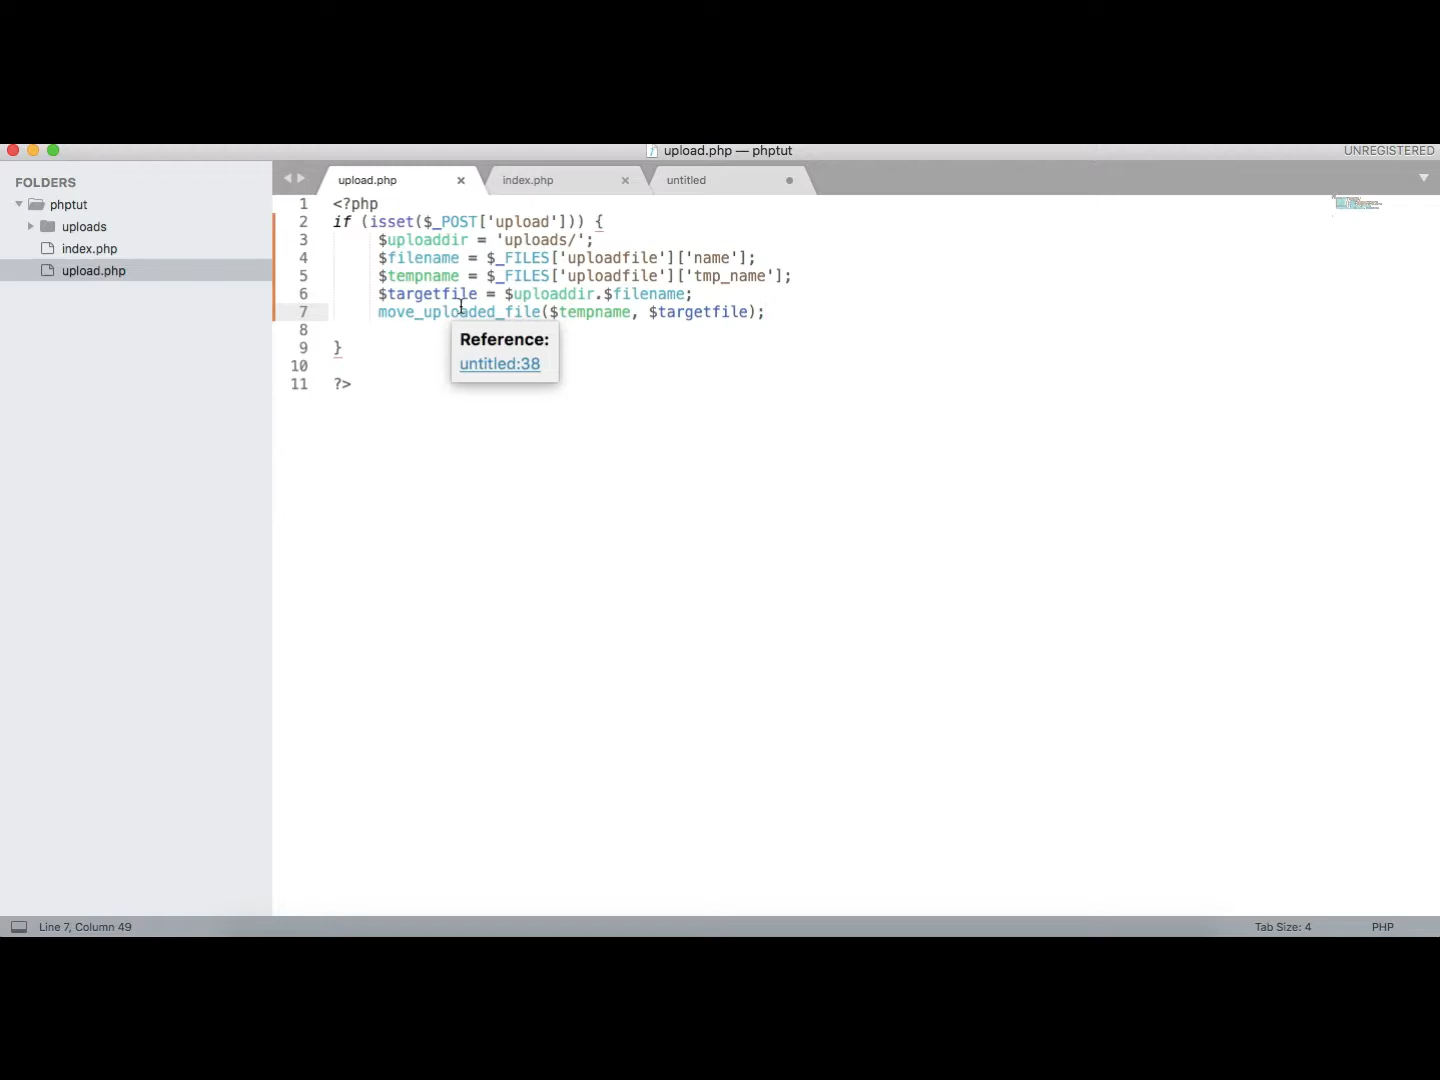 upload.php — phptut
UNREGISTERED
FOLDERS
phptut
uploads
index.php
upload.php
upload.php
index.php
untitled
1 <?php
2 if (isset($_POST['upload'])) {
3 $uploaddir = 'uploads/';
4 $filename = $_FILES['uploadfile']['name'];
5 $tempname = $_FILES['uploadfile']['tmp_name'];
6 $targetfile = $uploaddir.$filename;
7 move_uploaded_file($tempname, $targetfile);
8
9 }
10
11 ?>
Reference:
untitled:38
Line 7, Column 49
Tab Size: 4
PHP